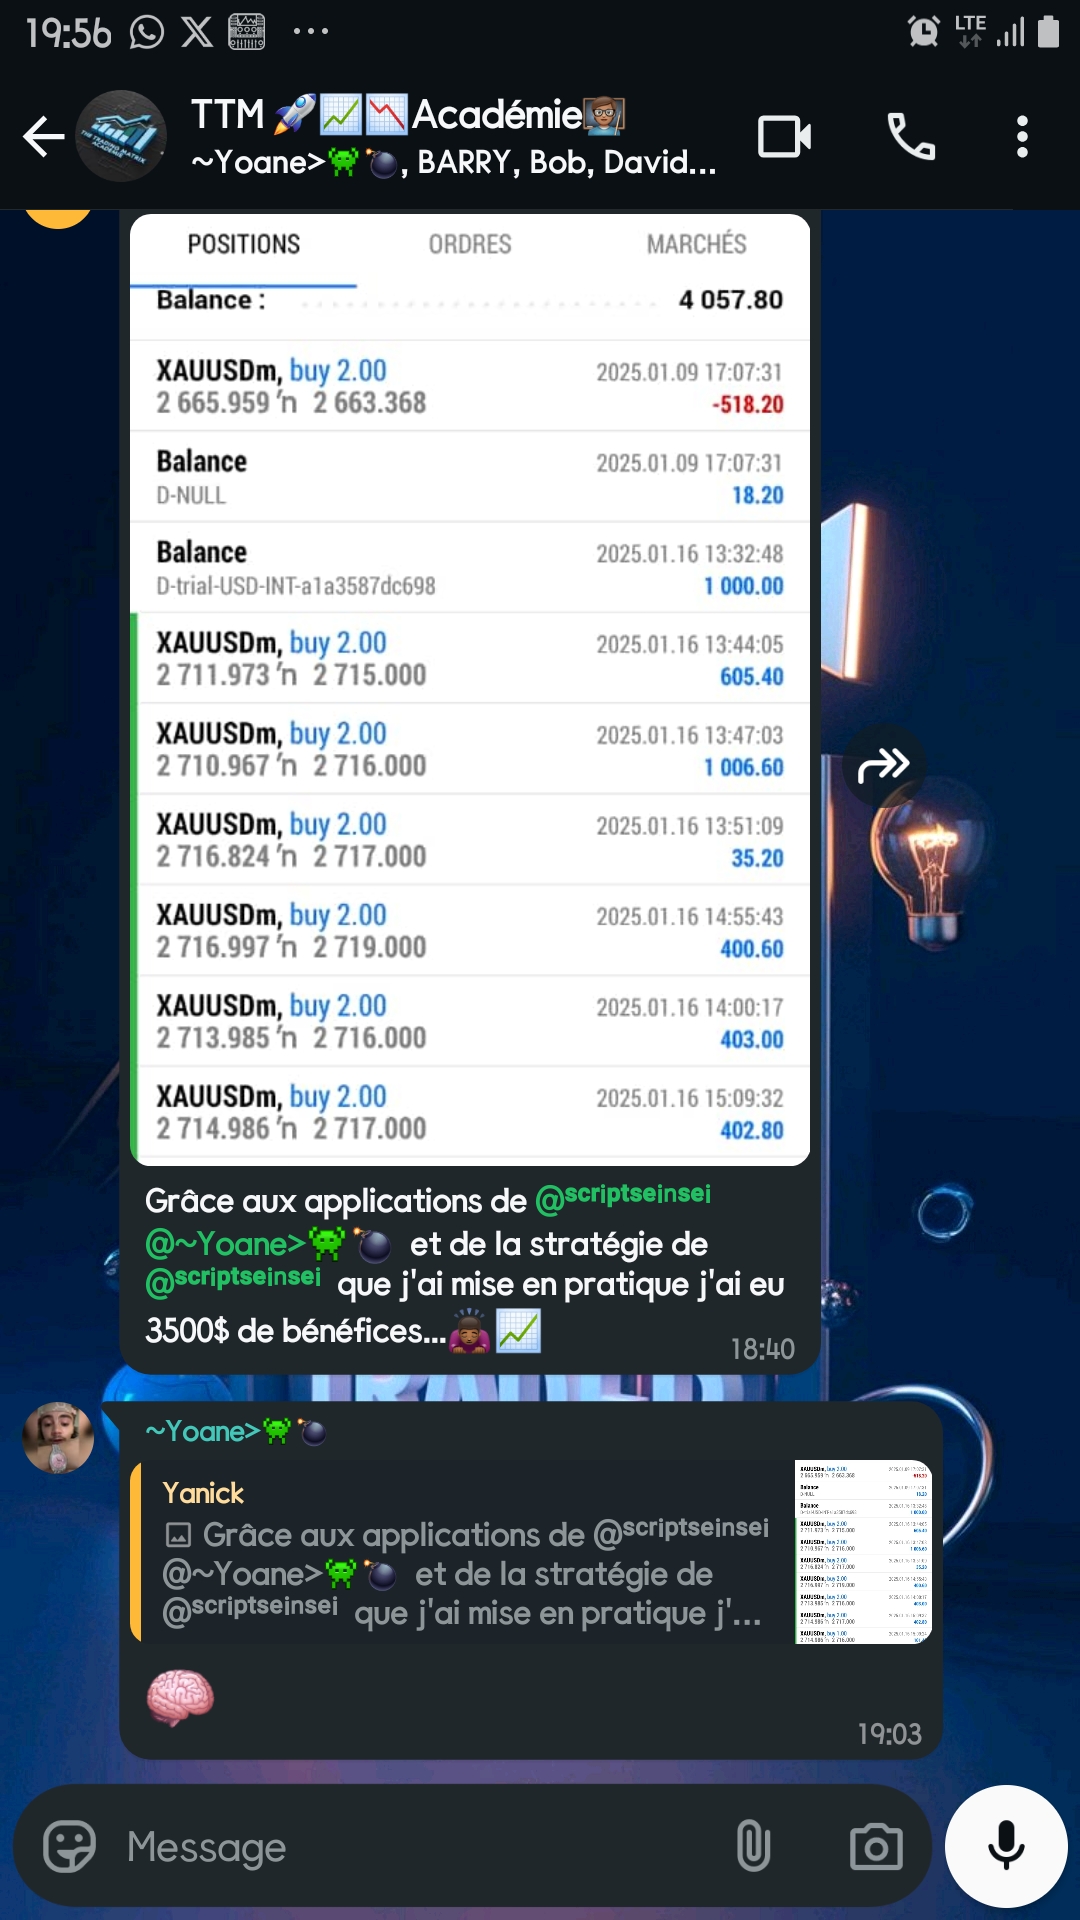 19:56
LTE
TTM 🚀📈📉Académie👨🏽‍🏫
~Yoane>👾💣, BARRY, Bob, David...
POSITIONS ORDRES MARCHÉS
Balance : 4 057.80
XAUUSDm, buy 2.00 2025.01.09 17:07:31
2 665.959 ’n 2 663.368 -518.20
Balance 2025.01.09 17:07:31
D-NULL 18.20
Balance 2025.01.16 13:32:48
D-trial-USD-INT-a1a3587dc698 1 000.00
XAUUSDm, buy 2.00 2025.01.16 13:44:05
2 711.973 ’n 2 715.000 605.40
XAUUSDm, buy 2.00 2025.01.16 13:47:03
2 710.967 ’n 2 716.000 1 006.60
XAUUSDm, buy 2.00 2025.01.16 13:51:09
2 716.824 ’n 2 717.000 35.20
XAUUSDm, buy 2.00 2025.01.16 14:55:43
2 716.997 ’n 2 719.000 400.60
XAUUSDm, buy 2.00 2025.01.16 14:00:17
2 713.985 ’n 2 716.000 403.00
XAUUSDm, buy 2.00 2025.01.16 15:09:32
2 714.986 ’n 2 717.000 402.80
Grâce aux applications de @scriptseinsei
@~Yoane>👾💣 et de la stratégie de
@scriptseinsei que j'ai mise en pratique j'ai eu
3500$ de bénéfices...🙇🏾📈
18:40
~Yoane>👾💣
Yanick
Grâce aux applications de @scriptseinsei
@~Yoane>👾💣 et de la stratégie de
@scriptseinsei que j'ai mise en pratique j'...
🧠
19:03
Message